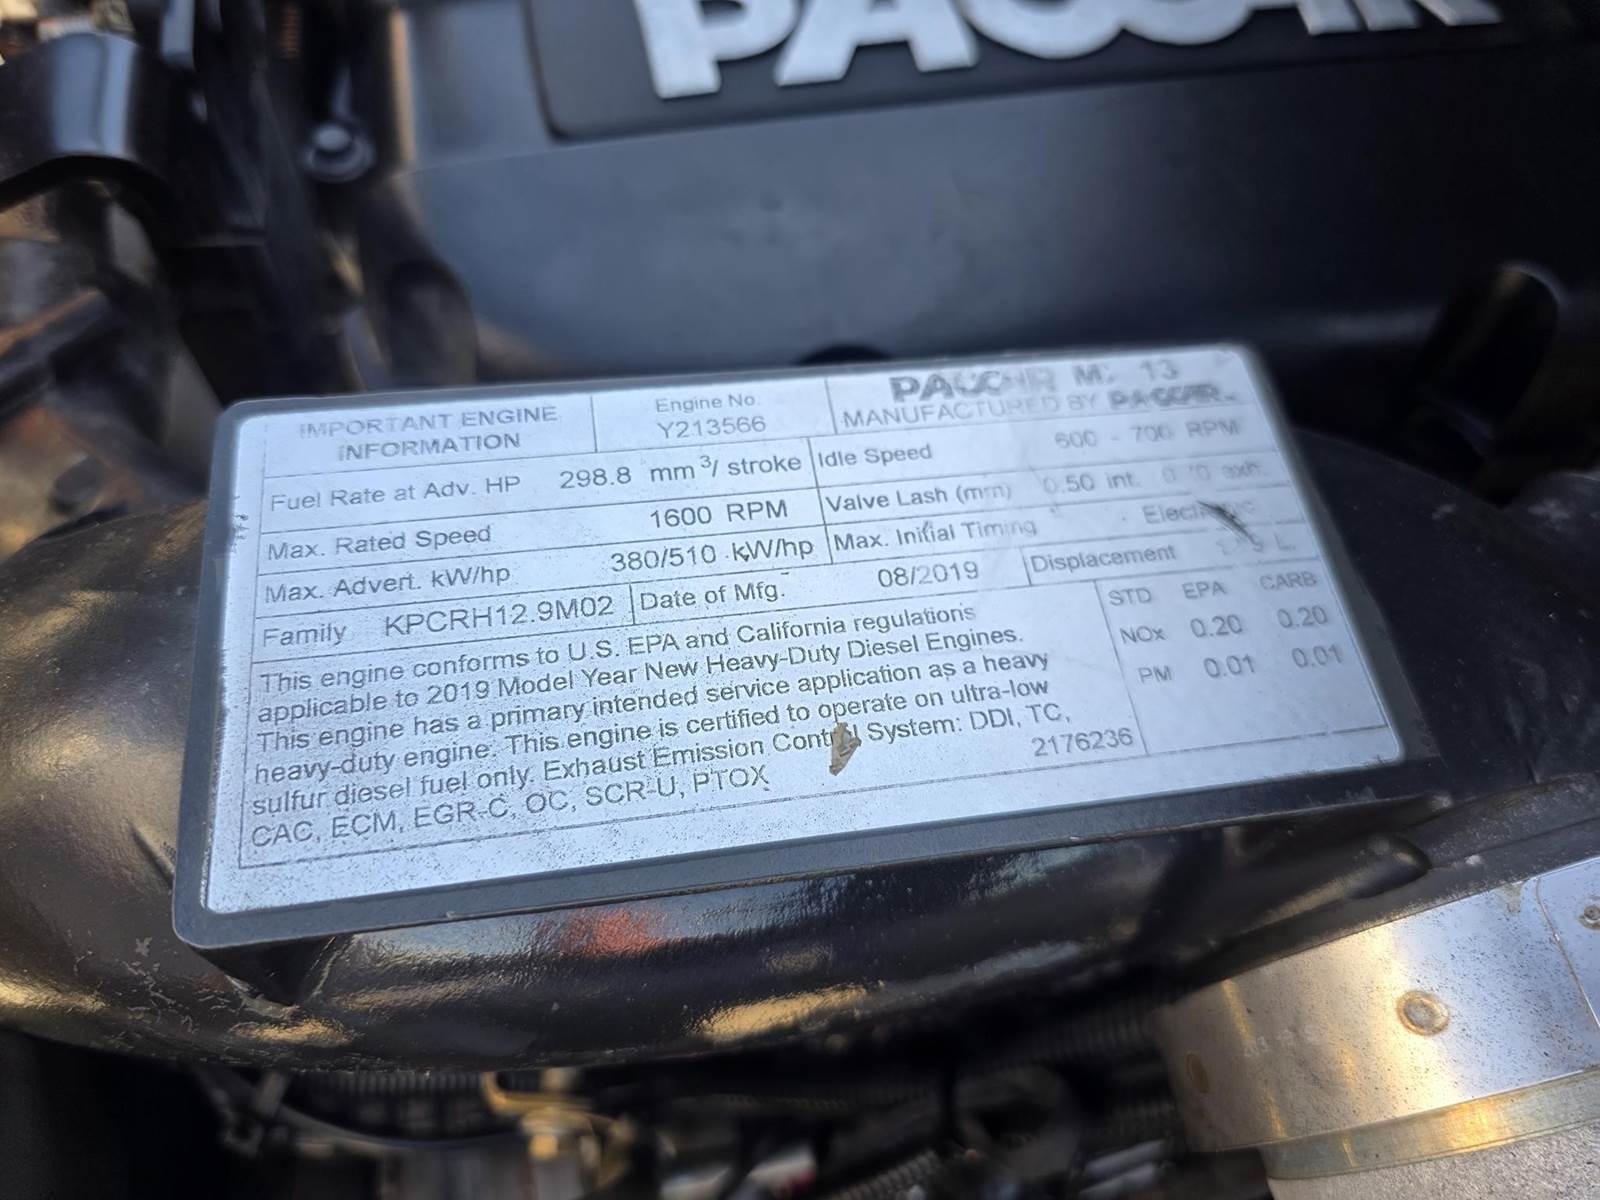 PACCAR
IMPORTANT ENGINE
INFORMATION
Engine No.
Y213566
PACCAR MX 13
MANUFACTURED BY PACCAR
Fuel Rate at Adv. HP 298.8 mm³/ stroke
Idle Speed 600 - 700 RPM
Max. Rated Speed 1600 RPM
Valve Lash (mm) 0.50 int. exh.
Max. Advert. kW/hp 380/510 kW/hp
Max. Initial Timing
Family KPCRH12.9M02
Date of Mfg. 08/2019
Displacement L.
This engine conforms to U.S. EPA and California regulations
applicable to 2019 Model Year New Heavy-Duty Diesel Engines.
This engine has a primary intended service application as a heavy
heavy-duty engine. This engine is certified to operate on ultra-low
sulfur diesel fuel only. Exhaust Emission Control System: DDI, TC,
CAC, ECM, EGR-C, OC, SCR-U, PTOX
2176236
STD EPA CARB
NOx 0.20 0.20
PM 0.01 0.01